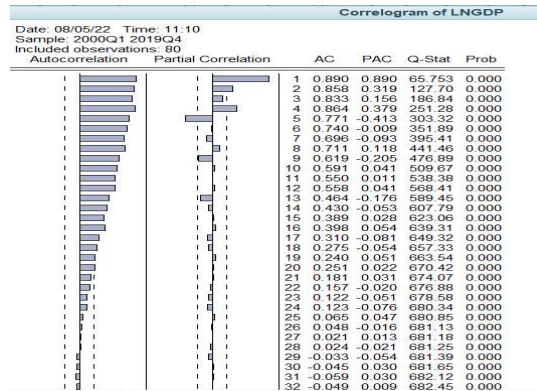 Correlogram of LNGDP
Date: 08/05/22 Time: 11:10
Sample: 2000Q1 2019Q4
Included observations: 80
Autocorrelation Partial Correlation AC PAC Q-Stat Prob
1 0.890 0.890 65.753 0.000
2 0.858 0.319 127.70 0.000
3 0.833 0.156 186.84 0.000
4 0.864 0.379 251.28 0.000
5 0.771 -0.413 303.32 0.000
6 0.740 -0.009 351.89 0.000
7 0.696 -0.093 395.41 0.000
8 0.711 0.118 441.46 0.000
9 0.619 -0.205 476.89 0.000
10 0.591 0.041 509.67 0.000
11 0.550 0.011 538.38 0.000
12 0.558 0.041 568.41 0.000
13 0.464 -0.176 589.45 0.000
14 0.430 -0.053 607.79 0.000
15 0.389 0.028 623.06 0.000
16 0.398 0.054 639.31 0.000
17 0.310 -0.081 649.32 0.000
18 0.275 -0.054 657.33 0.000
19 0.240 0.051 663.54 0.000
20 0.251 0.022 670.42 0.000
21 0.181 0.031 674.07 0.000
22 0.157 -0.020 676.88 0.000
23 0.122 -0.051 678.58 0.000
24 0.123 -0.076 680.34 0.000
25 0.065 0.047 680.85 0.000
26 0.048 -0.016 681.13 0.000
27 0.021 0.013 681.18 0.000
28 0.024 -0.021 681.25 0.000
29 -0.033 -0.054 681.39 0.000
30 -0.045 0.030 681.65 0.000
31 -0.059 0.030 682.12 0.000
32 -0.049 0.009 682.45 0.000